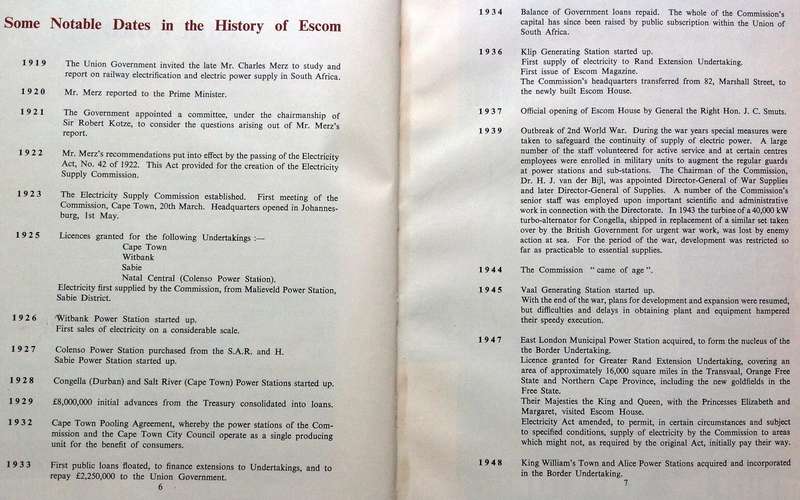 Some Notable Dates in the History of Escom
1919 The Union Government invited the late Mr. Charles Merz to study and
report on railway electrification and electric power supply in South Africa.
1920 Mr. Merz reported to the Prime Minister.
1921 The Government appointed a committee, under the chairmanship of
Sir Robert Kotze, to consider the questions arising out of Mr. Merz's
report.
1922 Mr. Merz's recommendations put into effect by the passing of the Electricity
Act, No. 42 of 1922. This Act provided for the creation of the Electricity
Supply Commission.
1923 The Electricity Supply Commission established. First meeting of the
Commission, Cape Town, 20th March. Headquarters opened in Johannes-
burg, 1st May.
1925 Licences granted for the following Undertakings :—
Cape Town
Witbank
Sabie
Natal Central (Colenso Power Station).
Electricity first supplied by the Commission, from Malieveld Power Station,
Sabie District.
1926 Witbank Power Station started up.
First sales of electricity on a considerable scale.
1927 Colenso Power Station purchased from the S.A.R. and H.
Sabie Power Station started up.
1928 Congella (Durban) and Salt River (Cape Town) Power Stations started up.
1929 £8,000,000 initial advances from the Treasury consolidated into loans.
1932 Cape Town Pooling Agreement, whereby the power stations of the Com-
mission and the Cape Town City Council operate as a single producing
unit for the benefit of consumers.
1933 First public loans floated, to finance extensions to Undertakings, and to
repay £2,250,000 to the Union Government.
6
1934 Balance of Government loans repaid. The whole of the Commission's
capital has since been raised by public subscription within the Union of
South Africa.
1936 Klip Generating Station started up.
First supply of electricity to Rand Extension Undertaking.
First issue of Escom Magazine.
The Commission's headquarters transferred from 82, Marshall Street, to
the newly built Escom House.
1937 Official opening of Escom House by General the Right Hon. J. C. Smuts.
1939 Outbreak of 2nd World War. During the war years special measures were
taken to safeguard the continuity of supply of electric power. A large
number of the staff volunteered for active service and at certain centres
employees were enrolled in military units to augment the regular guards
at power stations and sub-stations. The Chairman of the Commission,
Dr. H. J. van der Bijl, was appointed Director-General of War Supplies
and later Director-General of Supplies. A number of the Commission's
senior staff was employed upon important scientific and administrative
work in connection with the Directorate. In 1943 the turbine of a 40,000 kW
turbo-alternator for Congella, shipped in replacement of a similar set taken
over by the British Government for urgent war work, was lost by enemy
action at sea. For the period of the war, development was restricted so
far as practicable to essential supplies.
1944 The Commission " came of age ".
1945 Vaal Generating Station started up.
With the end of the war, plans for development and expansion were resumed,
but difficulties and delays in obtaining plant and equipment hampered
their speedy execution.
1947 East London Municipal Power Station acquired, to form the nucleus of the
the Border Undertaking.
Licence granted for Greater Rand Extension Undertaking, covering an
area of approximately 16,000 square miles in the Transvaal, Orange Free
State and Northern Cape Province, including the new goldfields in the
Free State.
Their Majesties the King and Queen, with the Princesses Elizabeth and
Margaret, visited Escom House.
Electricity Act amended, to permit, in certain circumstances and subject
to specified conditions, supply of electricity by the Commission to areas
which might not, as required by the original Act, initially pay their way.
1948 King William's Town and Alice Power Stations acquired and incorporated
in the Border Undertaking.
7